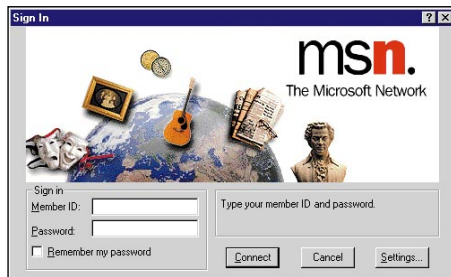 Sign In
msn.
The Microsoft Network
Sign in
Member ID:
Password:
Remember my password
Type your member ID and password.
Connect
Cancel
Settings...